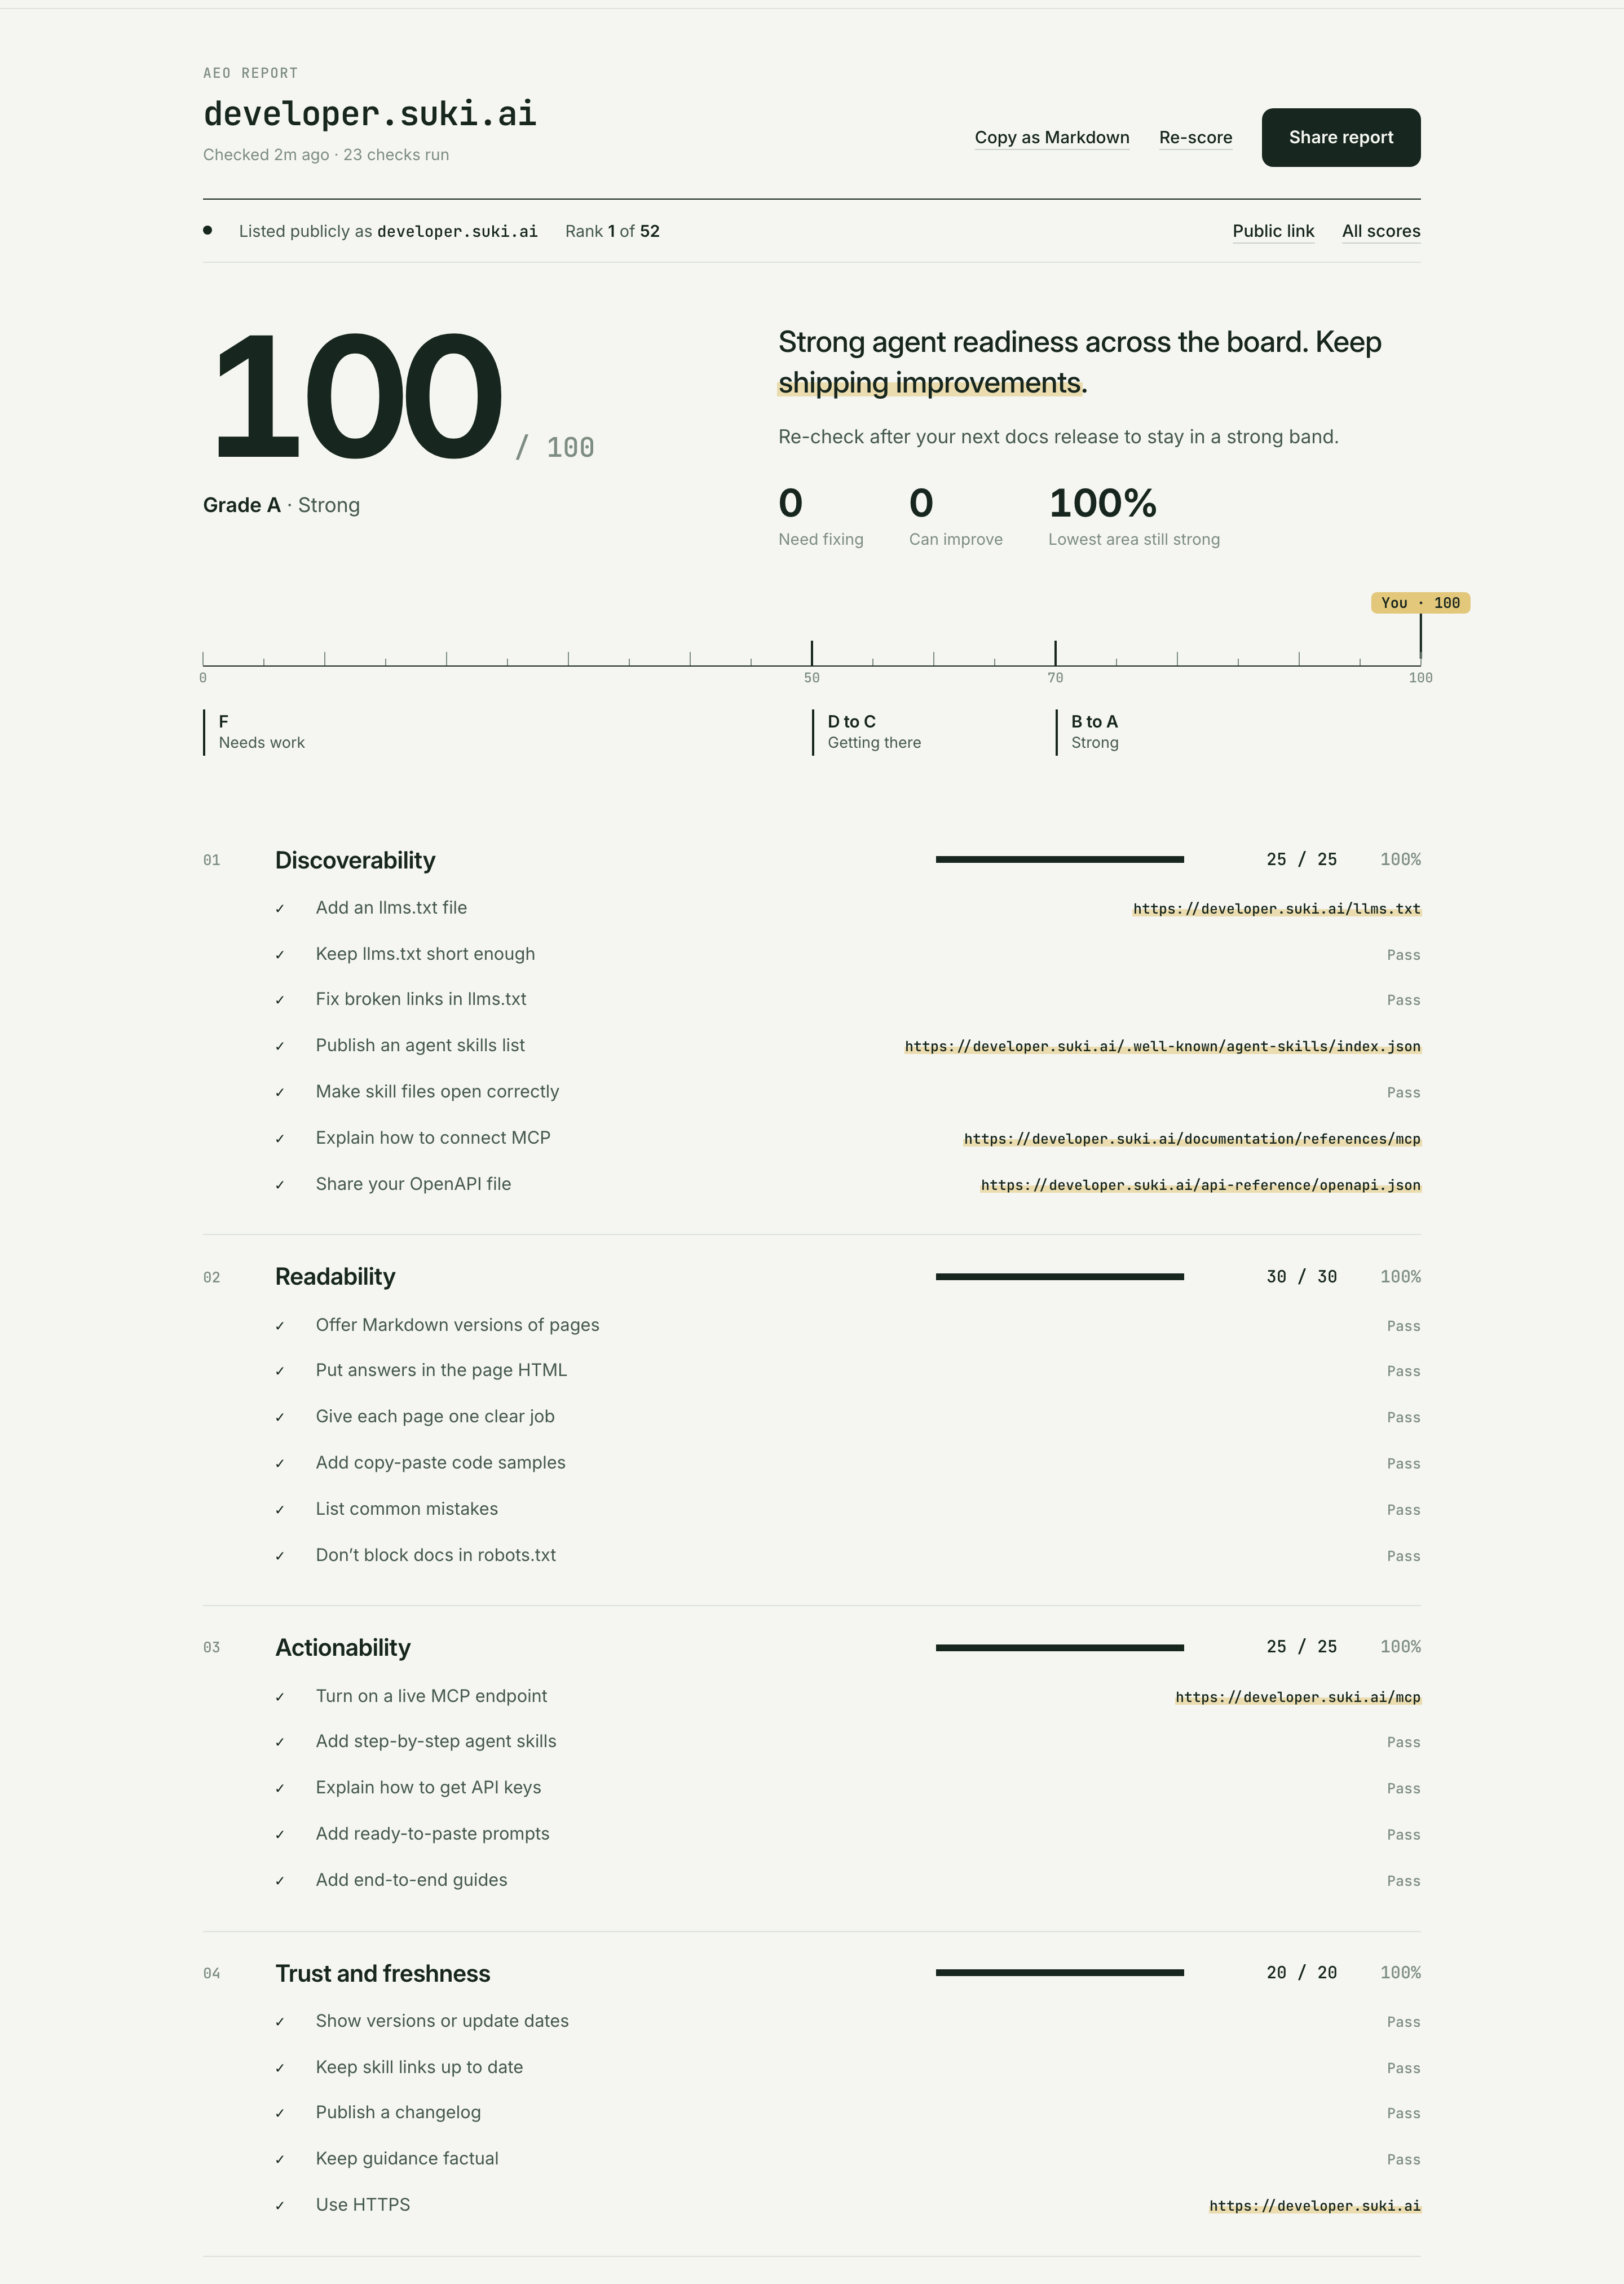 AEO REPORT
developer.suki.ai
Checked 2m ago · 23 checks run
Copy as Markdown Re-score Share report
Listed publicly as developer.suki.ai Rank 1 of 52 Public link All scores
100 / 100
Grade A · Strong
Strong agent readiness across the board. Keep
shipping improvements.
Re-check after your next docs release to stay in a strong band.
0 0 100%
Need fixing Can improve Lowest area still strong
You · 100
0 50 70 100
F D to C B to A
Needs work Getting there Strong
01 Discoverability 25 / 25 100%
✓ Add an llms.txt file https://developer.suki.ai/llms.txt
✓ Keep llms.txt short enough Pass
✓ Fix broken links in llms.txt Pass
✓ Publish an agent skills list https://developer.suki.ai/.well-known/agent-skills/index.json
✓ Make skill files open correctly Pass
✓ Explain how to connect MCP https://developer.suki.ai/documentation/references/mcp
✓ Share your OpenAPI file https://developer.suki.ai/api-reference/openapi.json
02 Readability 30 / 30 100%
✓ Offer Markdown versions of pages Pass
✓ Put answers in the page HTML Pass
✓ Give each page one clear job Pass
✓ Add copy-paste code samples Pass
✓ List common mistakes Pass
✓ Don’t block docs in robots.txt Pass
03 Actionability 25 / 25 100%
✓ Turn on a live MCP endpoint https://developer.suki.ai/mcp
✓ Add step-by-step agent skills Pass
✓ Explain how to get API keys Pass
✓ Add ready-to-paste prompts Pass
✓ Add end-to-end guides Pass
04 Trust and freshness 20 / 20 100%
✓ Show versions or update dates Pass
✓ Keep skill links up to date Pass
✓ Publish a changelog Pass
✓ Keep guidance factual Pass
✓ Use HTTPS https://developer.suki.ai